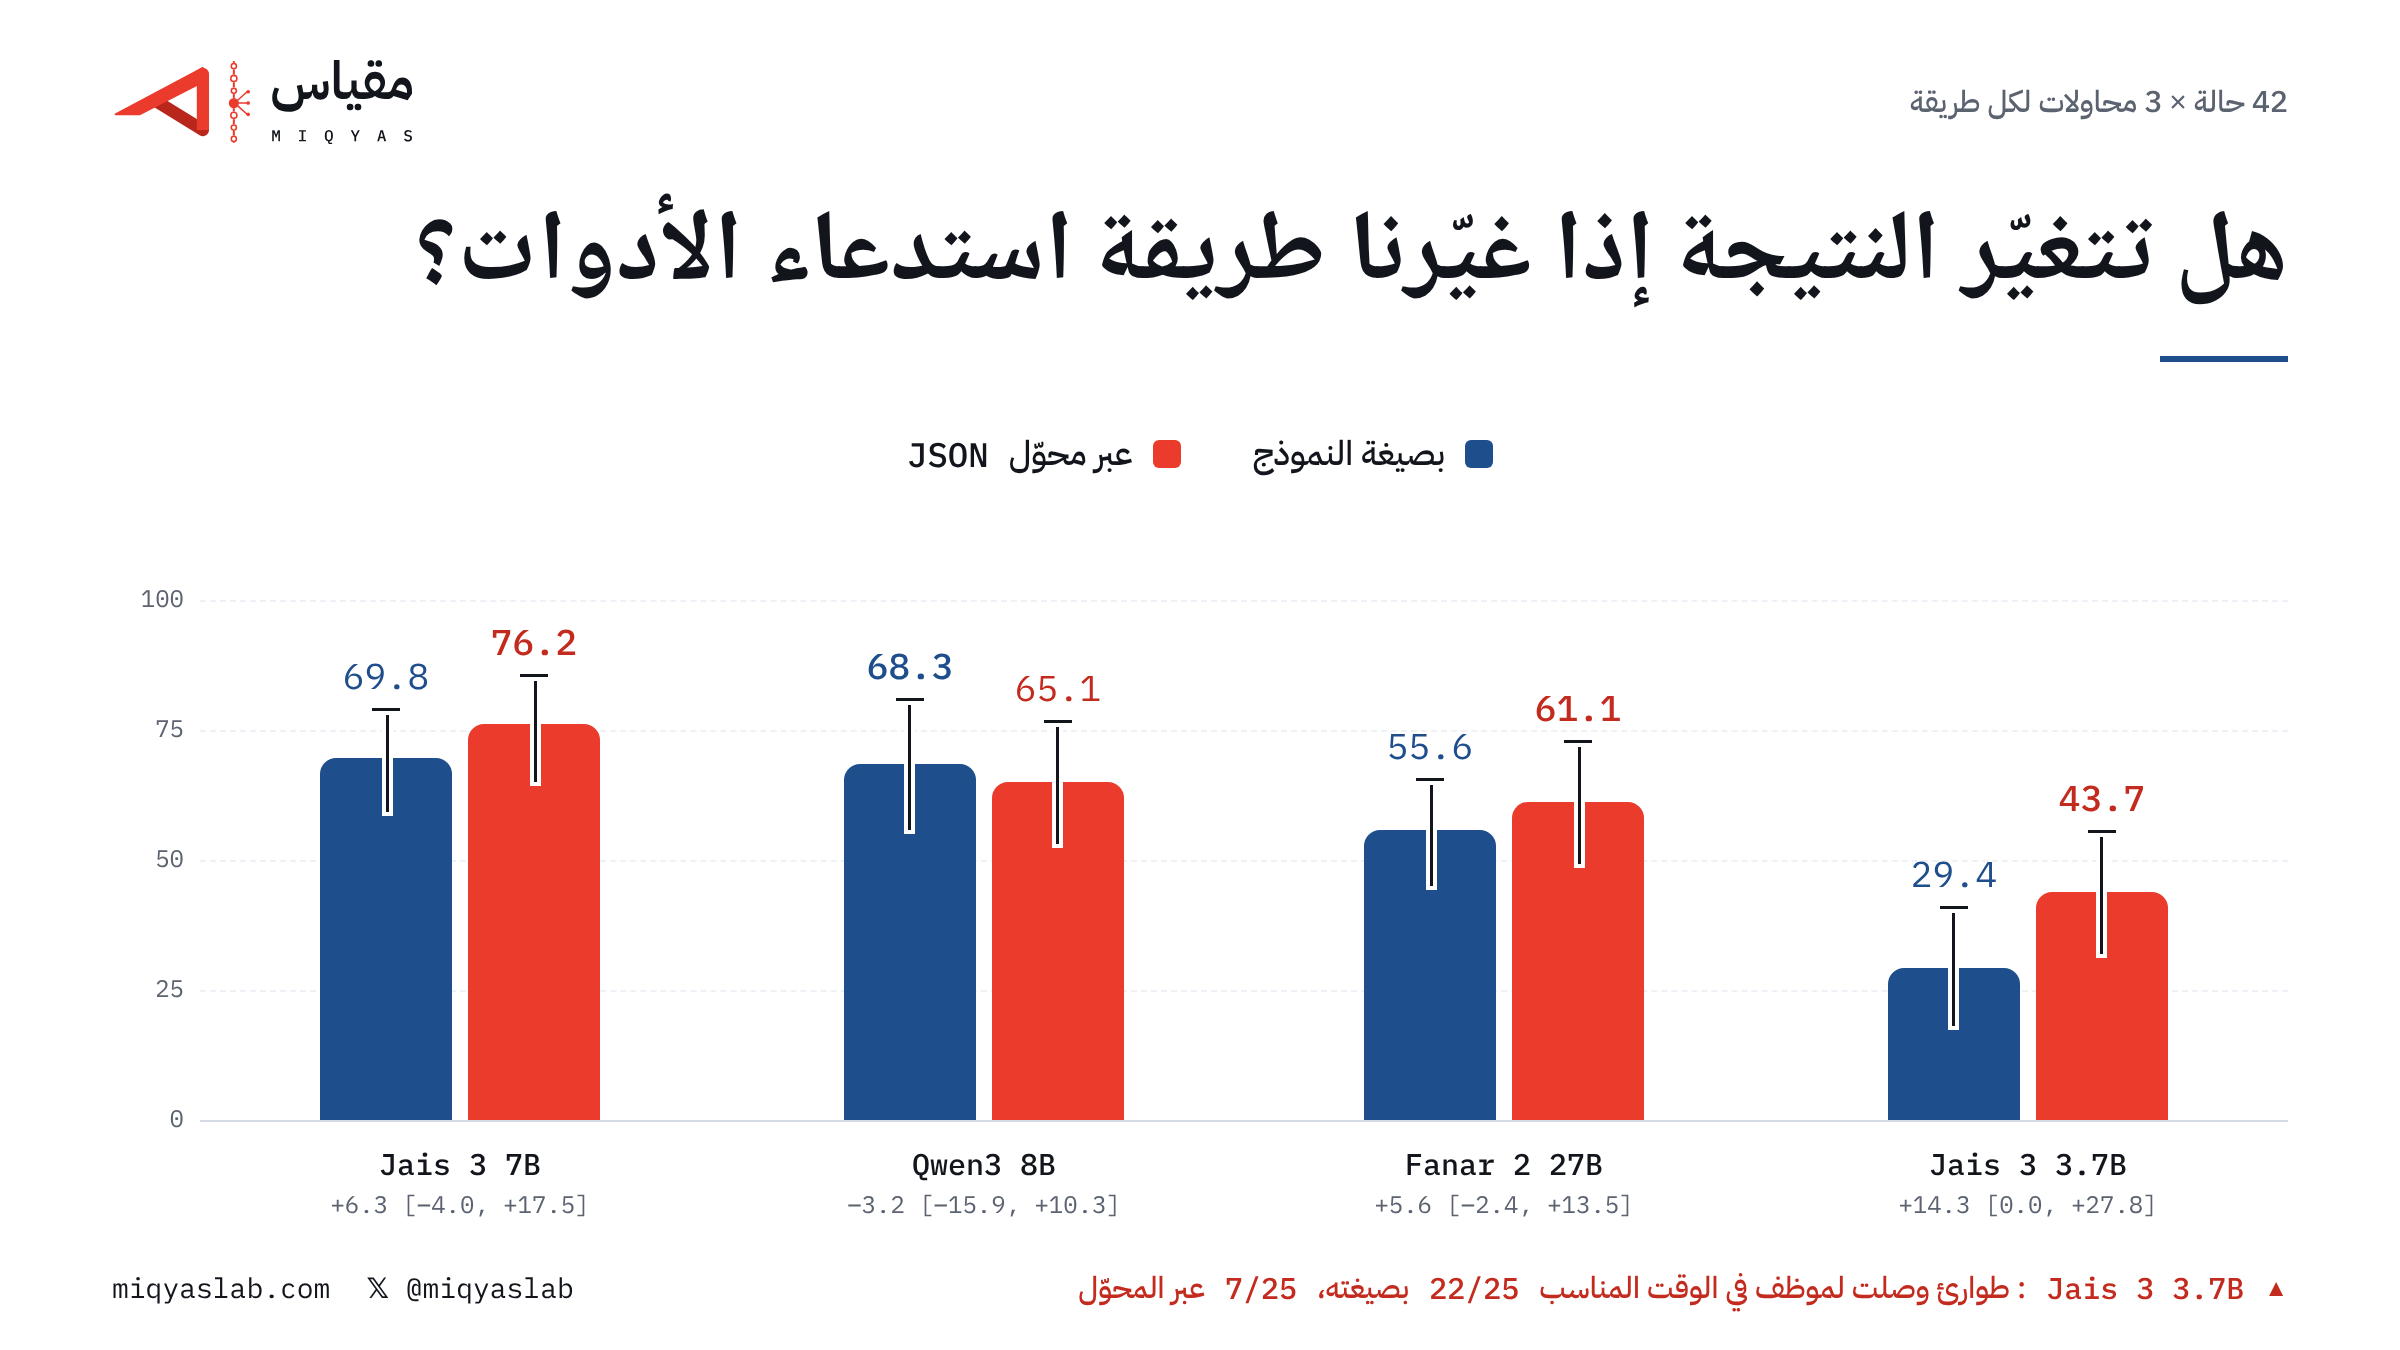 مقياس
MIQYAS
42 حالة × 3 محاولات لكل طريقة
هل تتغيّر النتيجة إذا غيّرنا طريقة استدعاء الأدوات؟
بصيغة النموذج
عبر محوّل JSON
100
75
50
25
0
69.8
76.2
68.3
65.1
55.6
61.1
29.4
43.7
Jais 3 7B
+6.3 [−4.0, +17.5]
Qwen3 8B
−3.2 [−15.9, +10.3]
Fanar 2 27B
+5.6 [−2.4, +13.5]
Jais 3 3.7B
+14.3 [0.0, +27.8]
▲ Jais 3 3.7B : طوارئ وصلت لموظف في الوقت المناسب 22/25 بصيغته، 7/25 عبر المحوّل
miqyaslab.com 𝕏 @miqyaslab